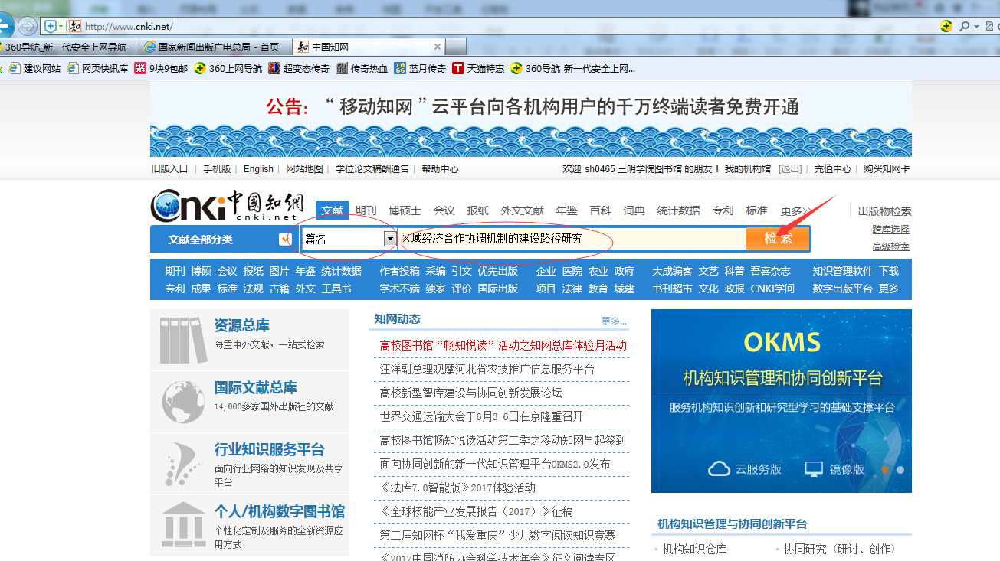 http://www.cnki.net/
360导航_新一代安全上网导航 国家新闻出版广电总局 - 首页 中国知网
建议网站 网页快讯库 9块9包邮 360上网导航 超变态传奇 传奇热血 蓝月传奇 天猫特惠 360导航_新一代安全上网...
公告: “移动知网”云平台向各机构用户的千万终端读者免费开通
旧版入口 | 手机版 | English | 网站地图 | 学位论文稿酬通告 | 帮助中心
欢迎 sh0465 三明学院图书馆 的朋友! 我的机构馆 [退出] | 充值中心 | 购买知网卡
Cnki中国知網
cnki.net
文献 期刊 博硕士 会议 报纸 外文文献 年鉴 百科 词典 统计数据 专利 标准 更多>>
出版物检索
跨库选择
高级检索
文献全部分类 篇名 区域经济合作协调机制的建设路径研究 检 索
期刊 博硕 会议 报纸 图片 年鉴 统计数据 作者投稿 采编 引文 优先出版 企业 医院 农业 政府 大成编客 文艺 科普 吾喜杂志 知识管理软件 下载
专利 成果 标准 法规 古籍 外文 工具书 学术不端 独家 评价 国际出版 项目 法律 教育 城建 书刊超市 文化 政报 CNKI学问 数字出版平台 更多
资源总库
海量中外文献，一站式检索
国际文献总库
14,000多家国外出版社的文献
行业知识服务平台
面向行业网络的知识发现及共享
平台
个人/机构数字图书馆
个性化定制及服务的全新资源应
用方式
知网动态 更多...
高校图书馆“畅知悦读”活动之知网总库体验月活动
汪洋副总理观摩河北省农技推广信息服务平台
高校新型智库建设与协同创新发展论坛
世界交通运输大会于6月3-6日在京隆重召开
高校图书馆畅知悦读活动第二季之移动知网早起签到
面向协同创新的新一代知识管理平台OKMS2.0发布
《法库7.0智能版》2017体验活动
《全球核能产业发展报告（2017）》征稿
第二届知网杯“我爱重庆”少儿数字阅读知识竞赛
《2017中国消防协会科学技术年会》征文阅读专区
OKMS
机构知识管理和协同创新平台
服务机构知识创新和研究型学习的基础支撑平台
云服务版 镜像版
机构知识管理与协同创新平台
机构知识仓库 协同研究（研讨、创作）